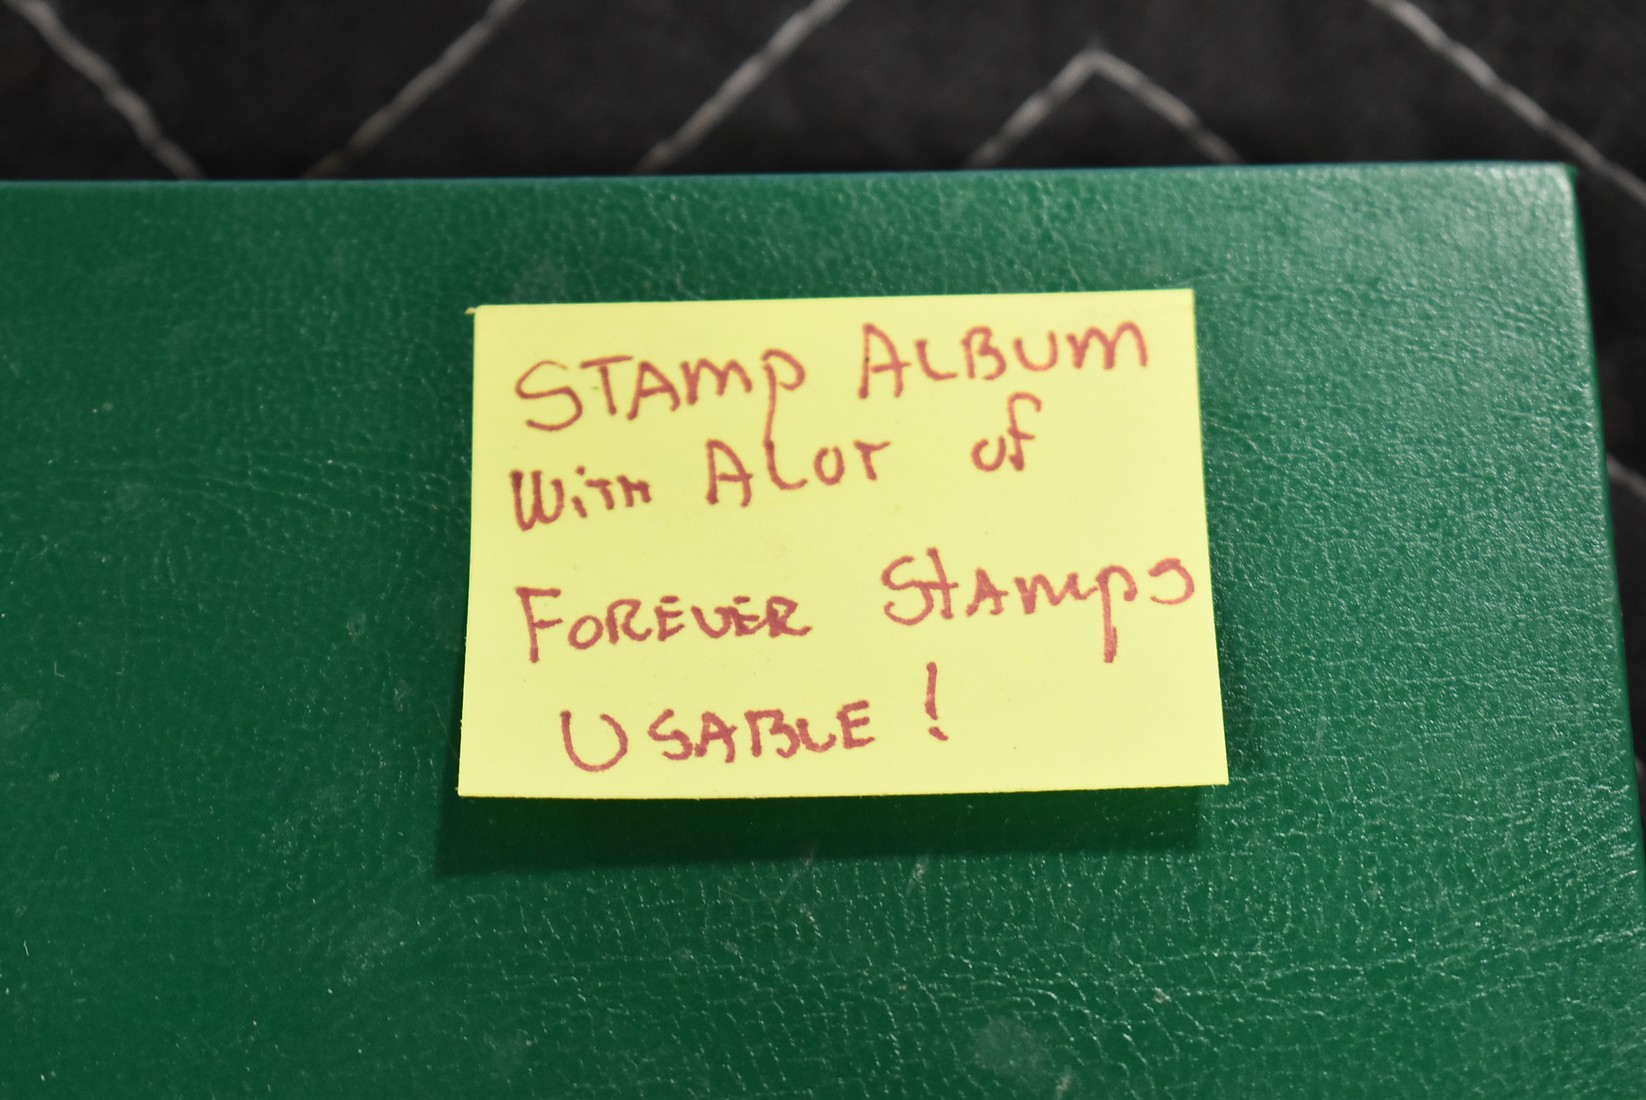 STAmp ALBUm
WiTH ALOT of
FOREVER StAmps
USABLE!